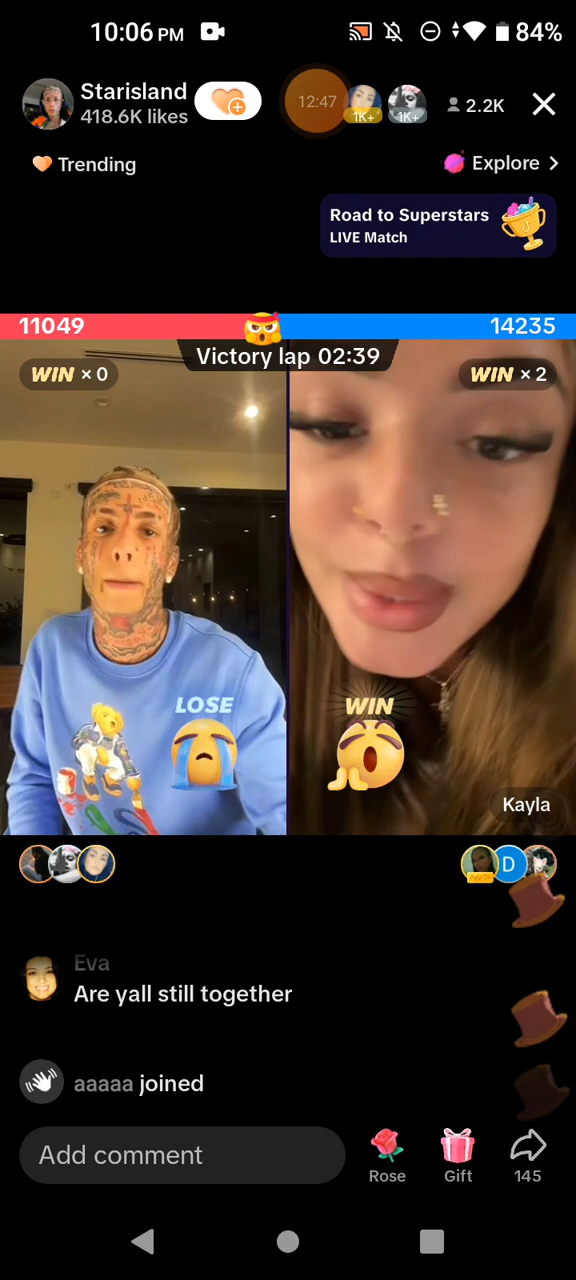 10:06 PM
84%
Starisland
418.6K likes
12:47
1K+
1K+
2.2K
Trending
Explore
Road to Superstars
LIVE Match
11049
14235
Victory lap 02:39
WIN × 0
WIN × 2
LOSE
WIN
Kayla
D
Eva
Are yall still together
aaaaa joined
Add comment
Rose
Gift
145